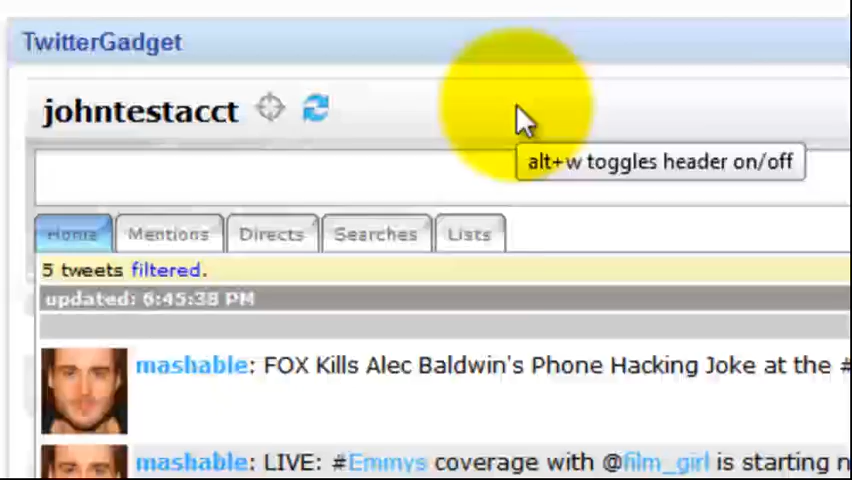 TwitterGadget
johntestacct
alt+w toggles header on/off
Home Mentions Directs Searches Lists
5 tweets filtered.
updated: 6:45:38 PM
mashable: FOX Kills Alec Baldwin's Phone Hacking Joke at the #
mashable: LIVE: #Emmys coverage with @film_girl is starting n